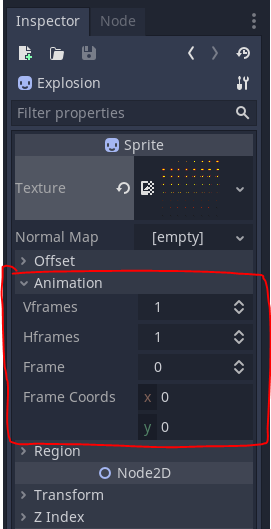 Inspector Node
Explosion
Filter properties
Sprite
Texture
Normal Map [empty]
Offset
Animation
Vframes 1
Hframes 1
Frame 0
Frame Coords x 0
y 0
Region
Node2D
Transform
Z Index